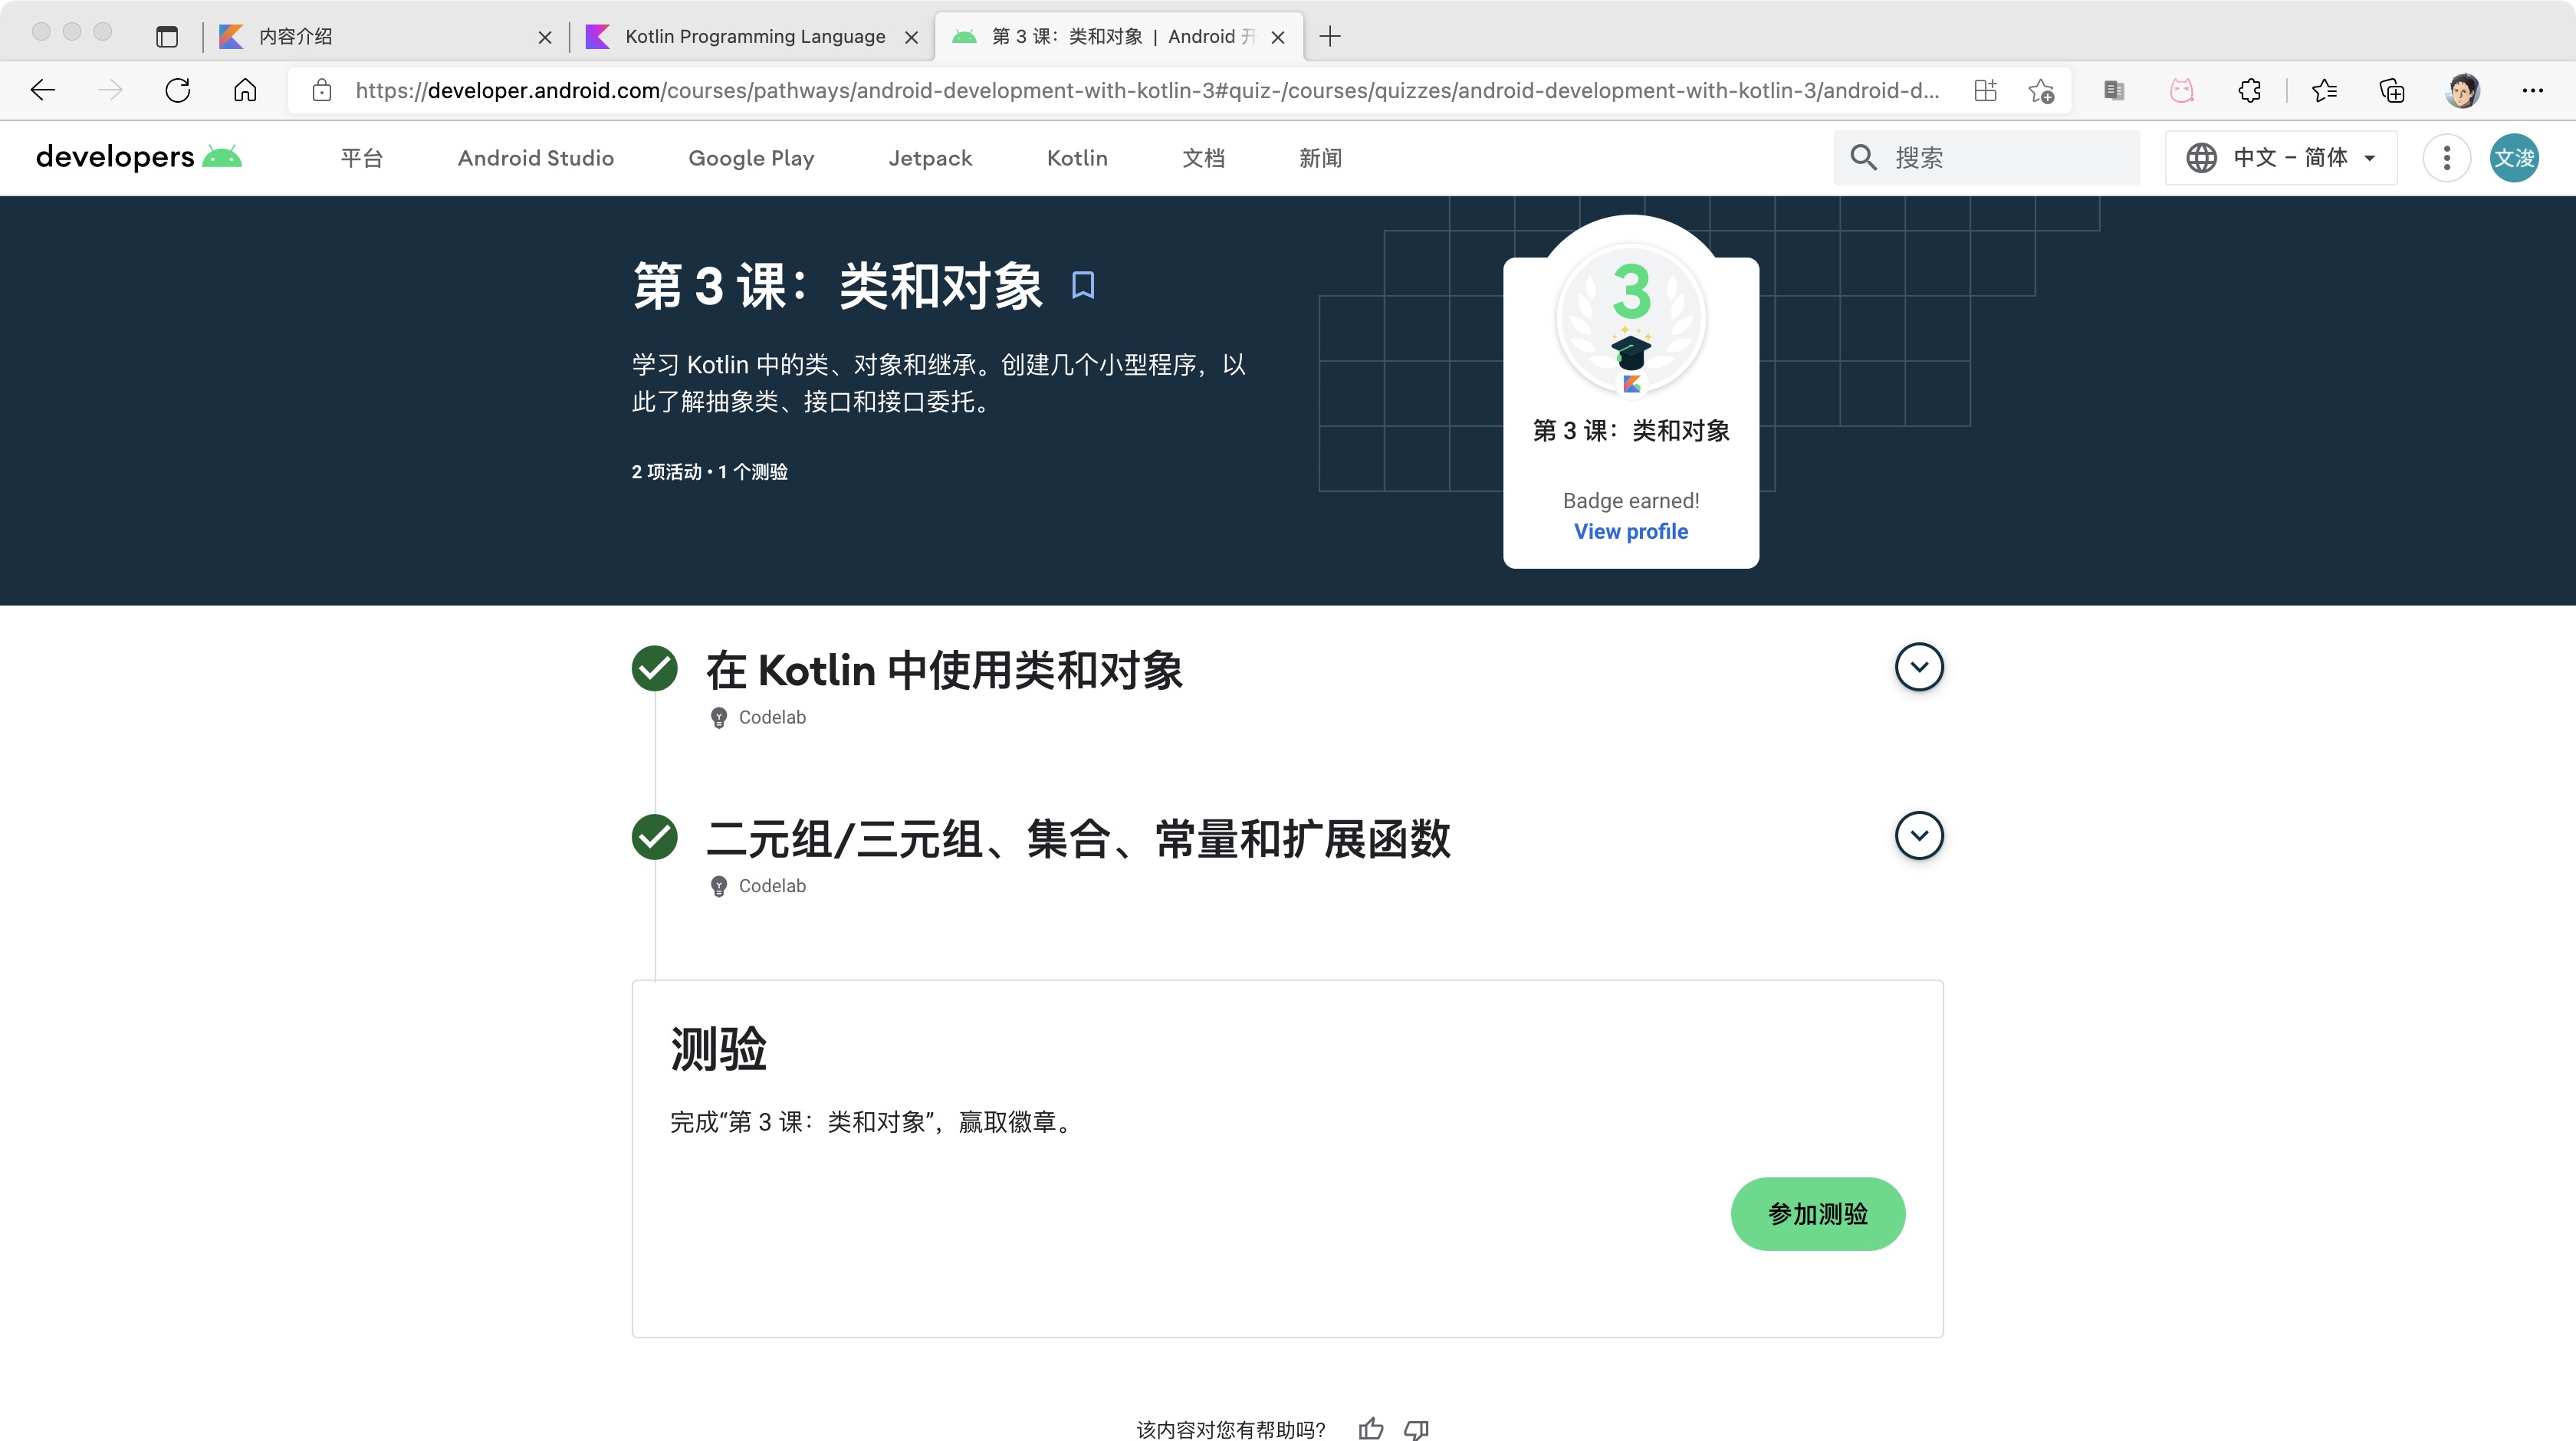 内容介绍
Kotlin Programming Language
第 3 课：类和对象 | Android 开
https://developer.android.com/courses/pathways/android-development-with-kotlin-3#quiz-/courses/quizzes/android-development-with-kotlin-3/android-d...
developers
平台
Android Studio
Google Play
Jetpack
Kotlin
文档
新闻
搜索
中文 – 简体
文浚
第 3 课：类和对象
学习 Kotlin 中的类、对象和继承。创建几个小型程序，以
此了解抽象类、接口和接口委托。
2 项活动 • 1 个测验
3
第 3 课：类和对象
Badge earned!
View profile
在 Kotlin 中使用类和对象
Codelab
二元组/三元组、集合、常量和扩展函数
Codelab
测验
完成“第 3 课：类和对象”，赢取徽章。
参加测验
该内容对您有帮助吗？